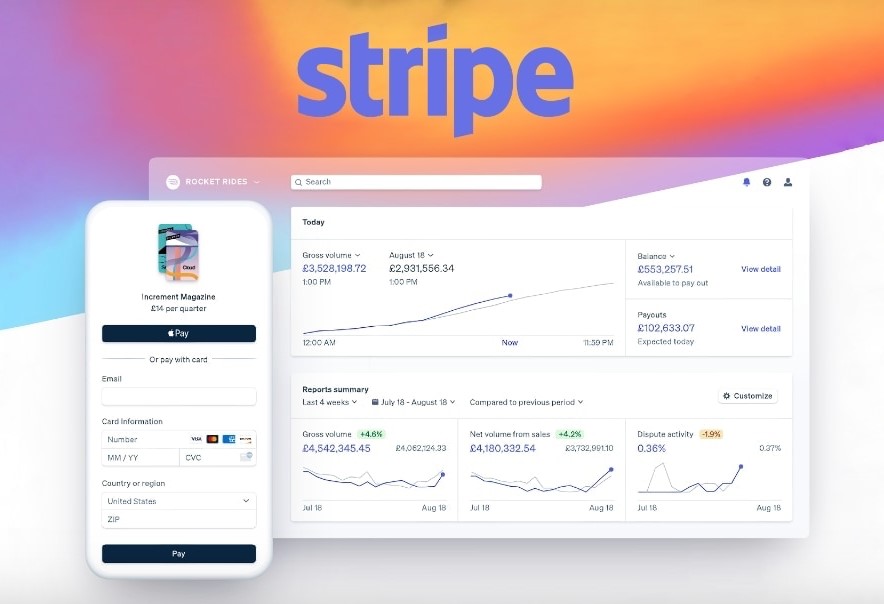 stripe
ROCKET RIDES
Search
Increment Magazine
£14 per quarter
Pay
Or pay with card
Email
Card Information
Number
VISA
MM / YY
CVC
Country or region
United States
ZIP
Pay
Today
Gross volume
£3,528,198.72
1:00 PM
August 18
£2,931,556.34
1:00 PM
12:00 AM
Now
11:59 PM
Balance
£553,257.51
Available to pay out
View detail
Payouts
£102,633.07
Expected today
View detail
Reports summary
Last 4 weeks
July 18 - August 18
Compared to previous period
Customize
Gross volume +4.6%
£4,542,345.45
£4,062,124.33
Jul 18
Aug 18
Net volume from sales +4.2%
£4,180,332.54
£3,732,991.10
Jul 18
Aug 18
Dispute activity -1.9%
0.36%
0.37%
Jul 18
Aug 18